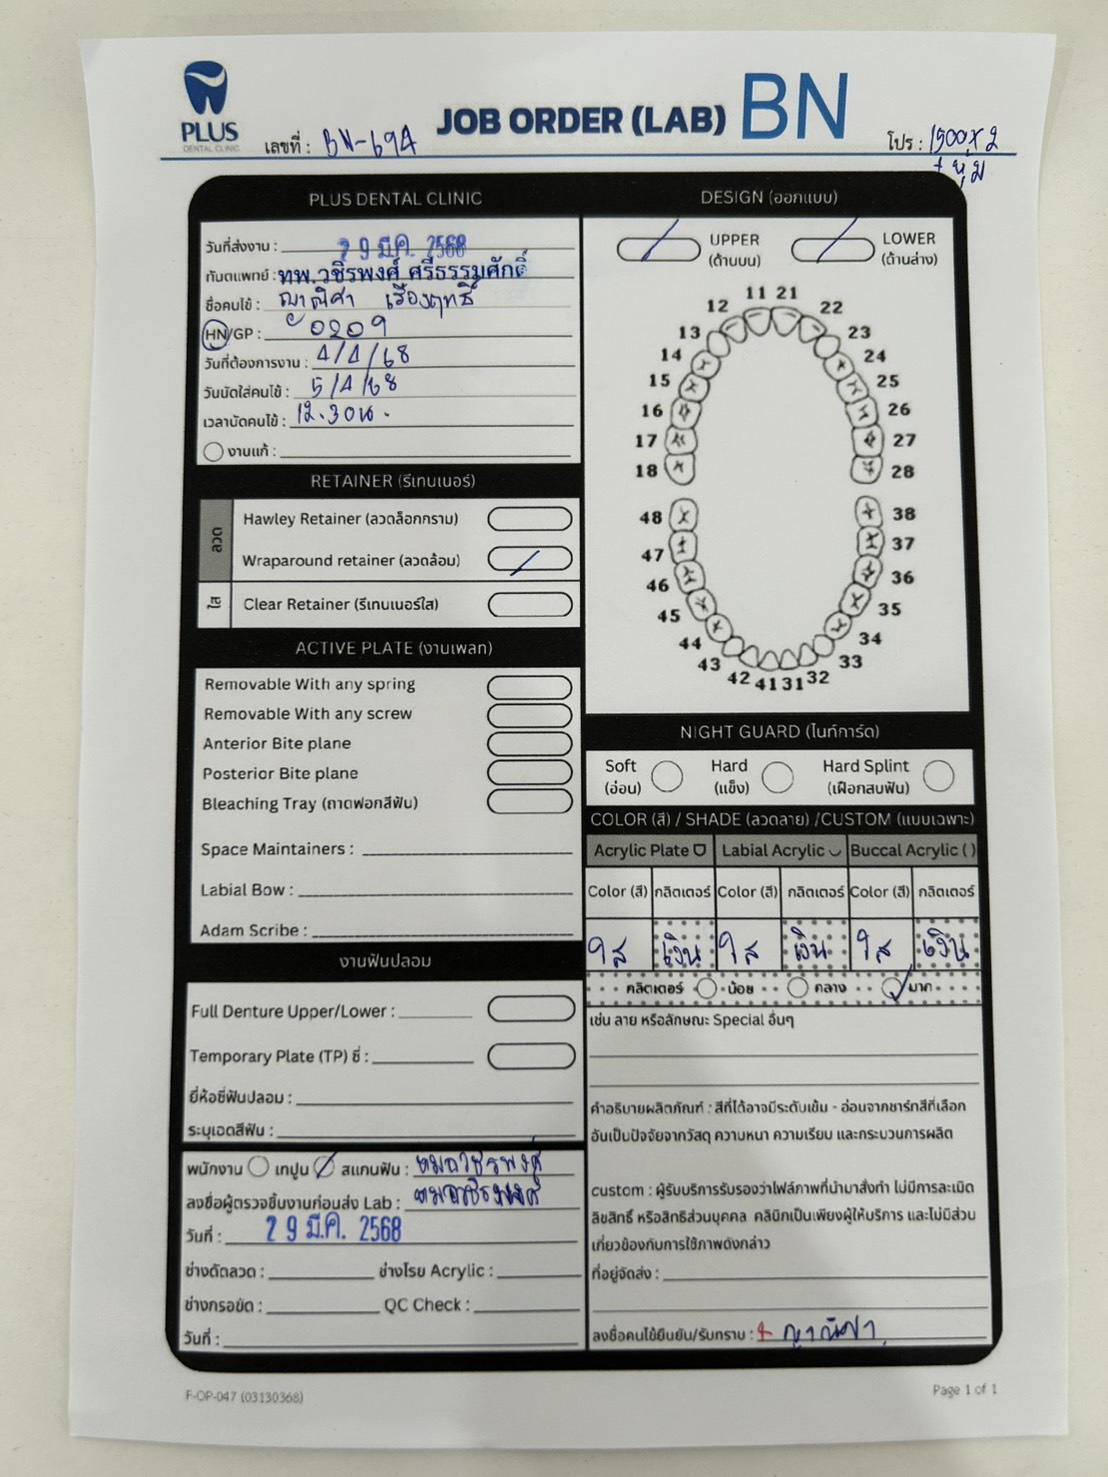 PLUS
DENTAL CLINIC
เลขที่ : BN-694
JOB ORDER (LAB) BN
โปร : 1500 x 2
+ หุ้ม
PLUS DENTAL CLINIC
วันที่ส่งงาน : 29 มี.ค. 2568
ทันตแพทย์ : ทพ.วชิรพงศ์ ศรีธรรมศักดิ์
ชื่อคนไข้ : ญาณิศา เรืองฤทธิ์
HN/GP : 0209
วันที่ต้องการงาน : 4/4/68
วันนัดใส่คนไข้ : 5/4/68
เวลานัดคนไข้ : 12.30น.
งานแก้ :
RETAINER (รีเทนเนอร์)
ลวด
Hawley Retainer (ลวดล็อกกราม)
Wraparound retainer (ลวดล้อม)
ใส
Clear Retainer (รีเทนเนอร์ใส)
ACTIVE PLATE (งานเพลท)
Removable With any spring
Removable With any screw
Anterior Bite plane
Posterior Bite plane
Bleaching Tray (ถาดฟอกสีฟัน)
Space Maintainers :
Labial Bow :
Adam Scribe :
งานฟันปลอม
Full Denture Upper/Lower :
Temporary Plate (TP) ซี่ :
ยี่ห้อซี่ฟันปลอม :
ระบุเฉดสีฟัน :
พนักงาน เทปูน สแกนฟัน : หมอวชิรพงศ์
ลงชื่อผู้ตรวจชิ้นงานก่อนส่ง Lab : หมอวชิรพงศ์
วันที่ : 29 มี.ค. 2568
ช่างดัดลวด : ช่างโรย Acrylic :
ช่างกรอขัด : QC Check :
วันที่ :
DESIGN (ออกแบบ)
UPPER (ด้านบน)
LOWER (ด้านล่าง)
11 21
12 22
13 23
14 24
15 25
16 26
17 27
18 28
48 38
47 37
46 36
45 35
44 34
43 33
42 41 31 32
NIGHT GUARD (ไนท์การ์ด)
Soft (อ่อน)
Hard (แข็ง)
Hard Splint (เฝือกสบฟัน)
COLOR (สี) / SHADE (ลวดลาย) /CUSTOM (แบบเฉพาะ)
Acrylic Plate Labial Acrylic Buccal Acrylic ( )
Color (สี) กลิตเตอร์ Color (สี) กลิตเตอร์ Color (สี) กลิตเตอร์
ใส เงิน ใส เงิน ใส เงิน
กลิตเตอร์ น้อย กลาง มาก
เช่น ลาย หรือลักษณะ Special อื่นๆ
คำอธิบายผลิตภัณฑ์ : สีที่ได้อาจมีระดับเข้ม - อ่อนจากชาร์ทสีที่เลือก
อันเป็นปัจจัยจากวัสดุ ความหนา ความเรียบ และกระบวนการผลิต
custom : ผู้รับบริการรับรองว่าไฟล์ภาพที่นำมาสั่งทำ ไม่มีการละเมิด
ลิขสิทธิ์ หรือสิทธิส่วนบุคคล คลินิกเป็นเพียงผู้ให้บริการ และไม่มีส่วน
เกี่ยวข้องกับการใช้ภาพดังกล่าว
ที่อยู่จัดส่ง :
ลงชื่อคนไข้ยืนยัน/รับทราบ : ญาณิศา
F-OP-047 (03130368)
Page 1 of 1